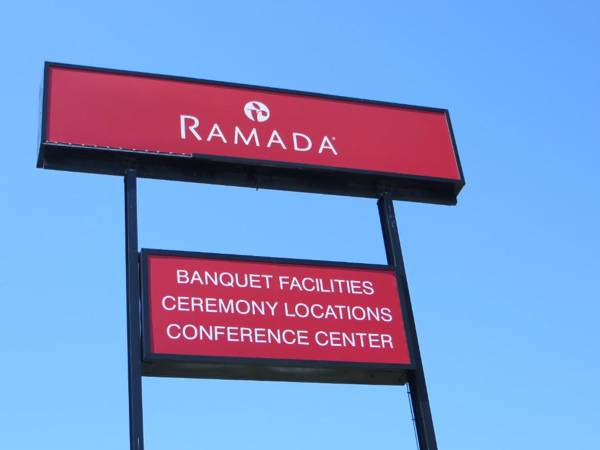 RAMADA
BANQUET FACILITIES
CEREMONY LOCATIONS
CONFERENCE CENTER